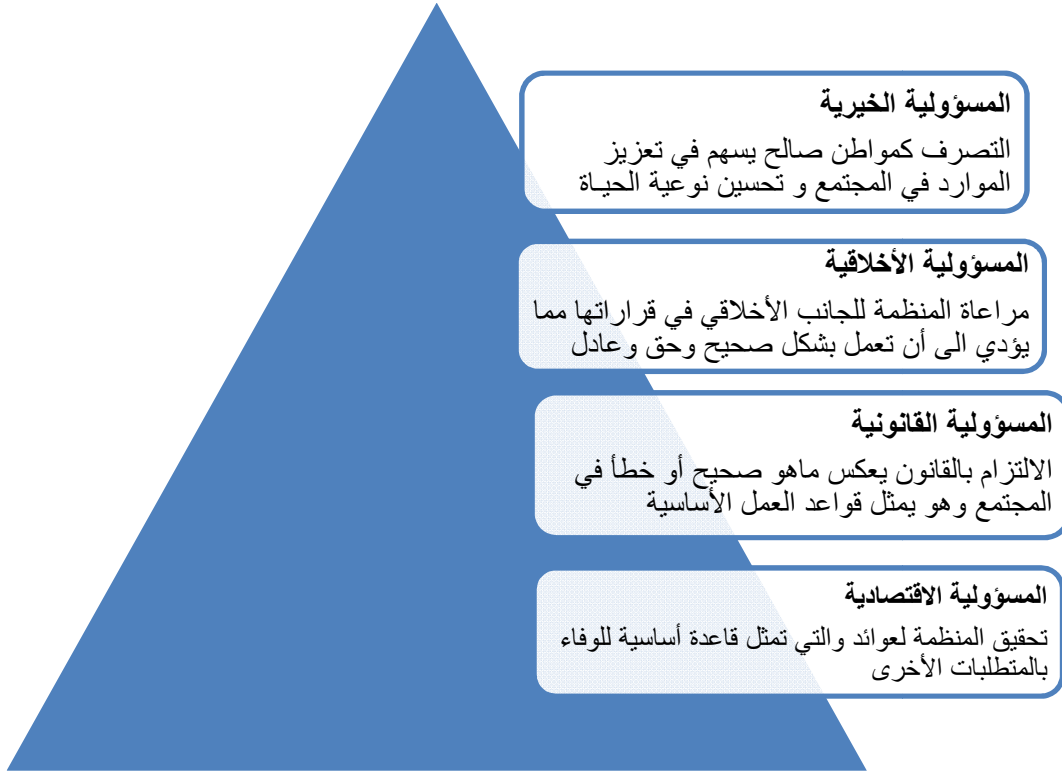 المسؤولية الخيرية
التصرف كمواطن صالح يسهم في تعزيز
الموارد في المجتمع و تحسين نوعية الحيـاة
المسؤولية الأخلاقية
مراعاة المنظمة للجانب الأخلاقي في قراراتها مما
يؤدي الى أن تعمل بشكل صحيح وحق وعادل
المسؤولية القانونية
الالتزام بالقانون يعكس ماهو صحيح أو خطأ في
المجتمع وهو يمثل قواعد العمل الأساسية
المسؤولية الاقتصادية
تحقيق المنظمة لعوائد والتي تمثل قاعدة أساسية للوفاء
بالمتطلبات الأخرى